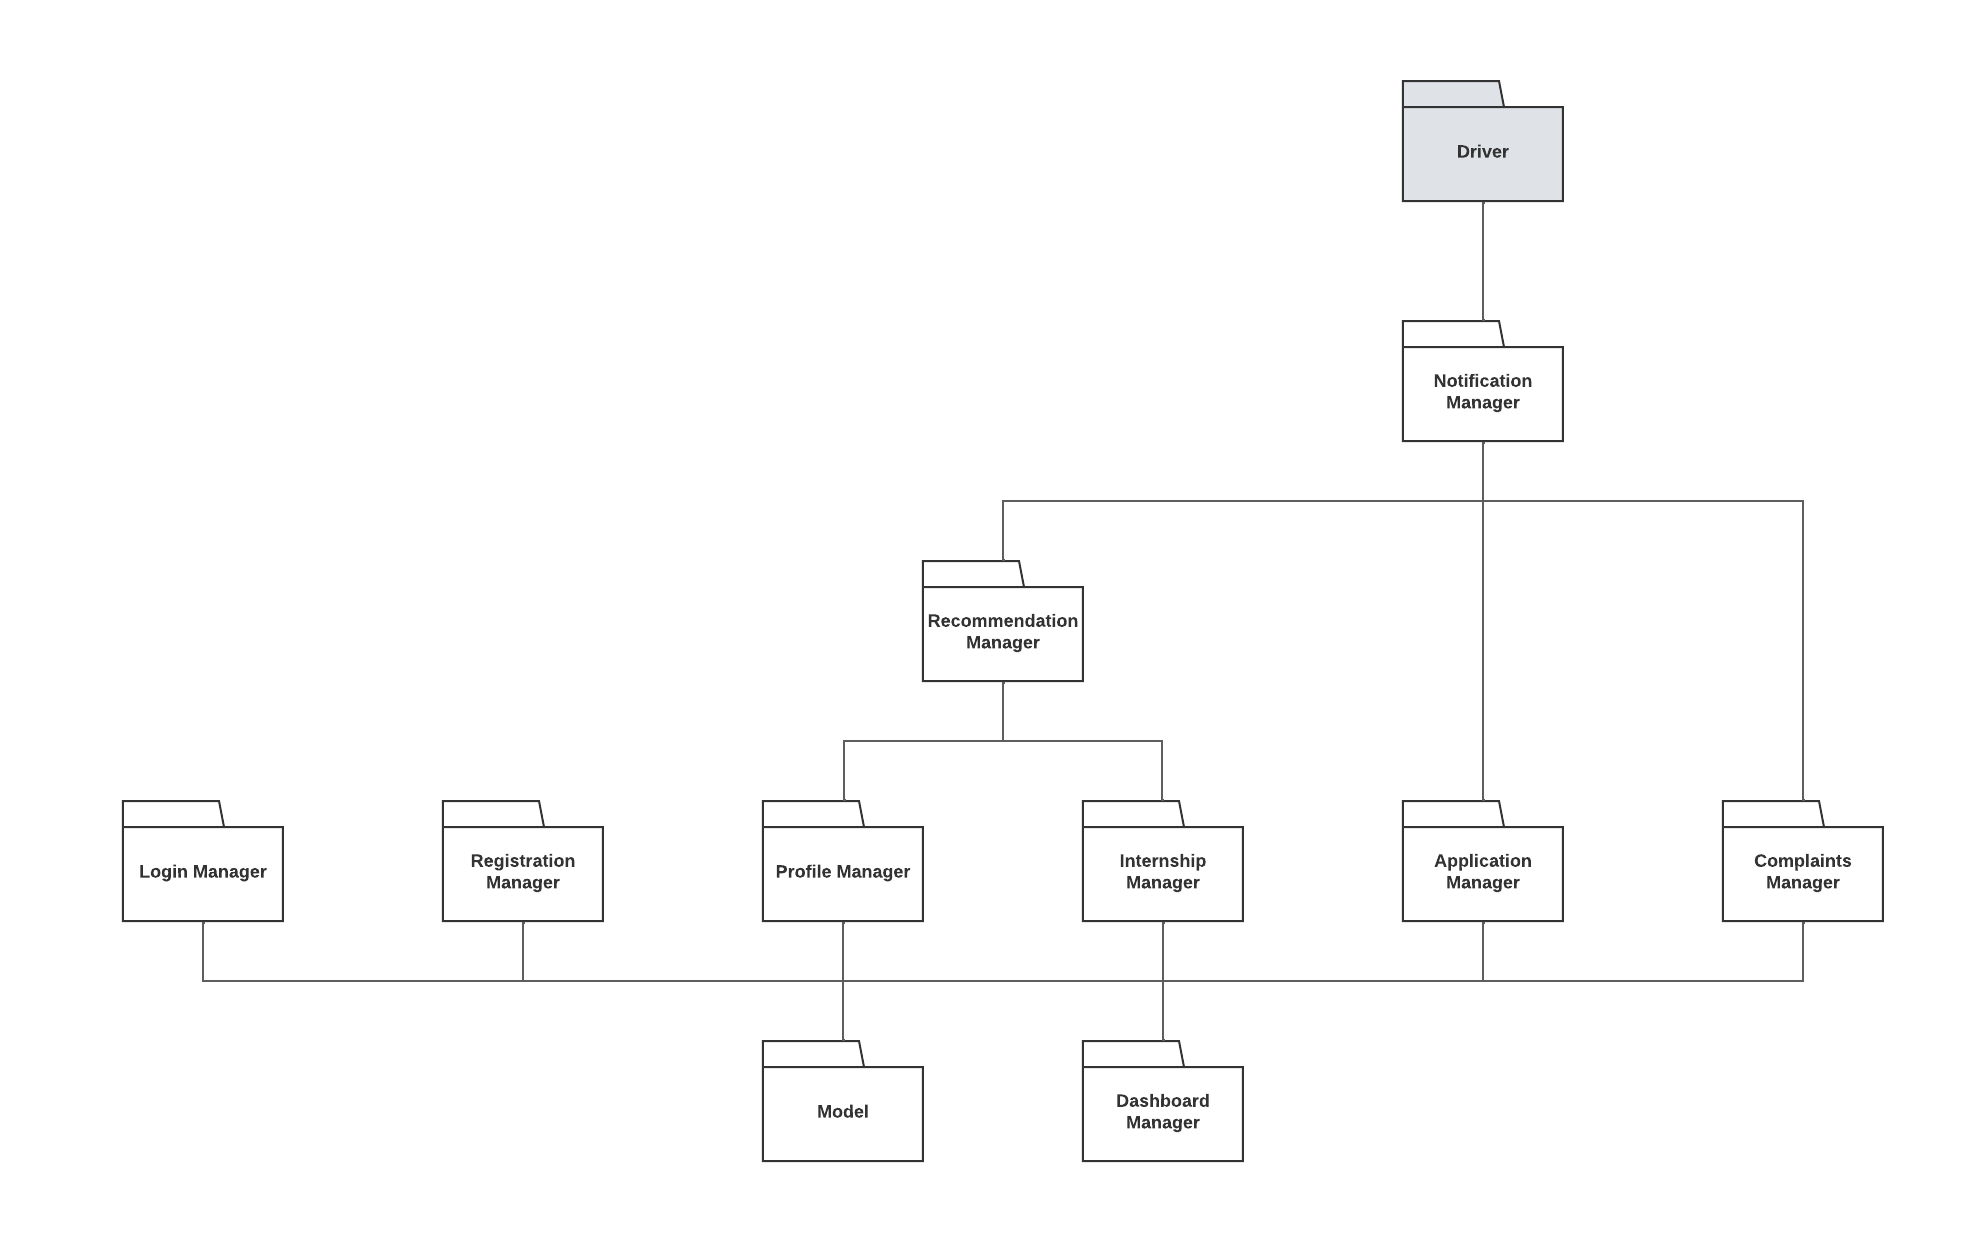 Driver
Notification
Manager
Recommendation
Manager
Login Manager
Registration
Manager
Profile Manager
Internship
Manager
Application
Manager
Complaints
Manager
Model
Dashboard
Manager